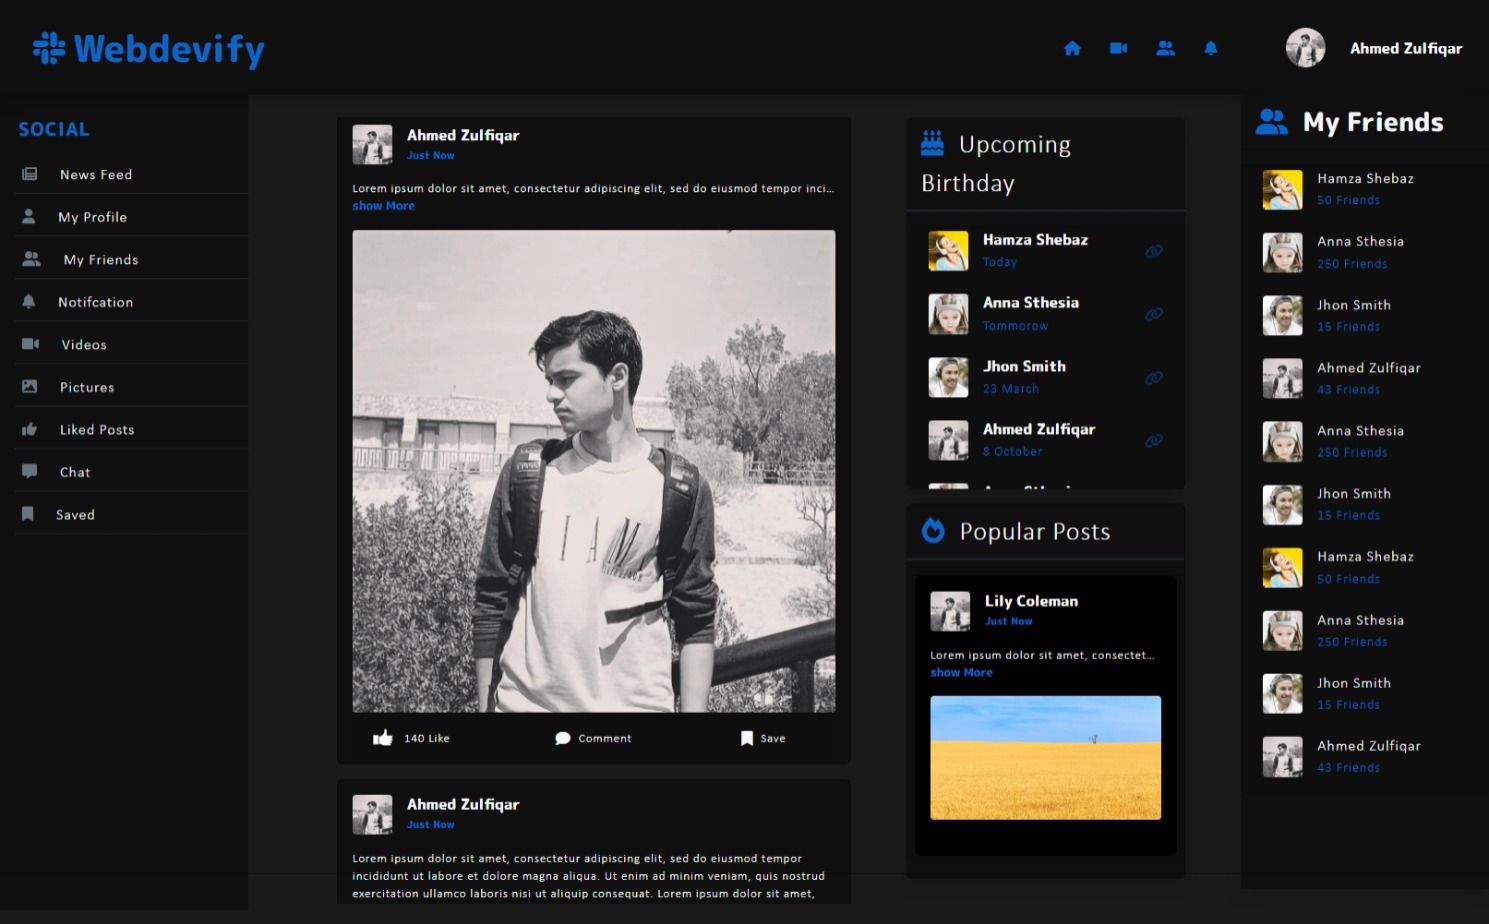 Webdevify
Ahmed Zulfiqar
SOCIAL
News Feed
My Profile
My Friends
Notifcation
Videos
Pictures
Liked Posts
Chat
Saved
Ahmed Zulfiqar
Just Now
Lorem ipsum dolor sit amet, consectetur adipiscing elit, sed do eiusmod tempor inci...
show More
140 Like
Comment
Save
Ahmed Zulfiqar
Just Now
Lorem ipsum dolor sit amet, consectetur adipiscing elit, sed do eiusmod tempor
incididunt ut labore et dolore magna aliqua. Ut enim ad minim veniam, quis nostrud
exercitation ullamco laboris nisi ut aliquip consequat. Lorem ipsum dolor sit amet,
Upcoming
Birthday
Hamza Shebaz
Today
Anna Sthesia
Tommorow
Jhon Smith
23 March
Ahmed Zulfiqar
8 October
Popular Posts
Lily Coleman
Just Now
Lorem ipsum dolor sit amet, consectet...
show More
My Friends
Hamza Shebaz
50 Friends
Anna Sthesia
250 Friends
Jhon Smith
15 Friends
Ahmed Zulfiqar
43 Friends
Anna Sthesia
250 Friends
Jhon Smith
15 Friends
Hamza Shebaz
50 Friends
Anna Sthesia
250 Friends
Jhon Smith
15 Friends
Ahmed Zulfiqar
43 Friends